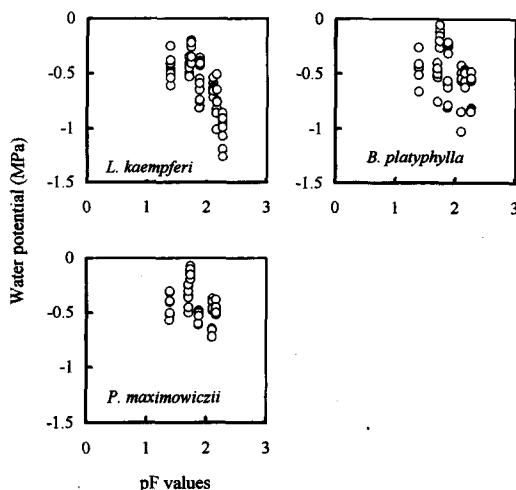 0
-0.5
-1
-1.5
L. kaempferi
0 1 2 3
0
-0.5
-1
-1.5
B. platyphylla
0 1 2 3
Water potential (MPa)
0
-0.5
-1
-1.5
P. maximowiczii
0 1 2 3
pF values